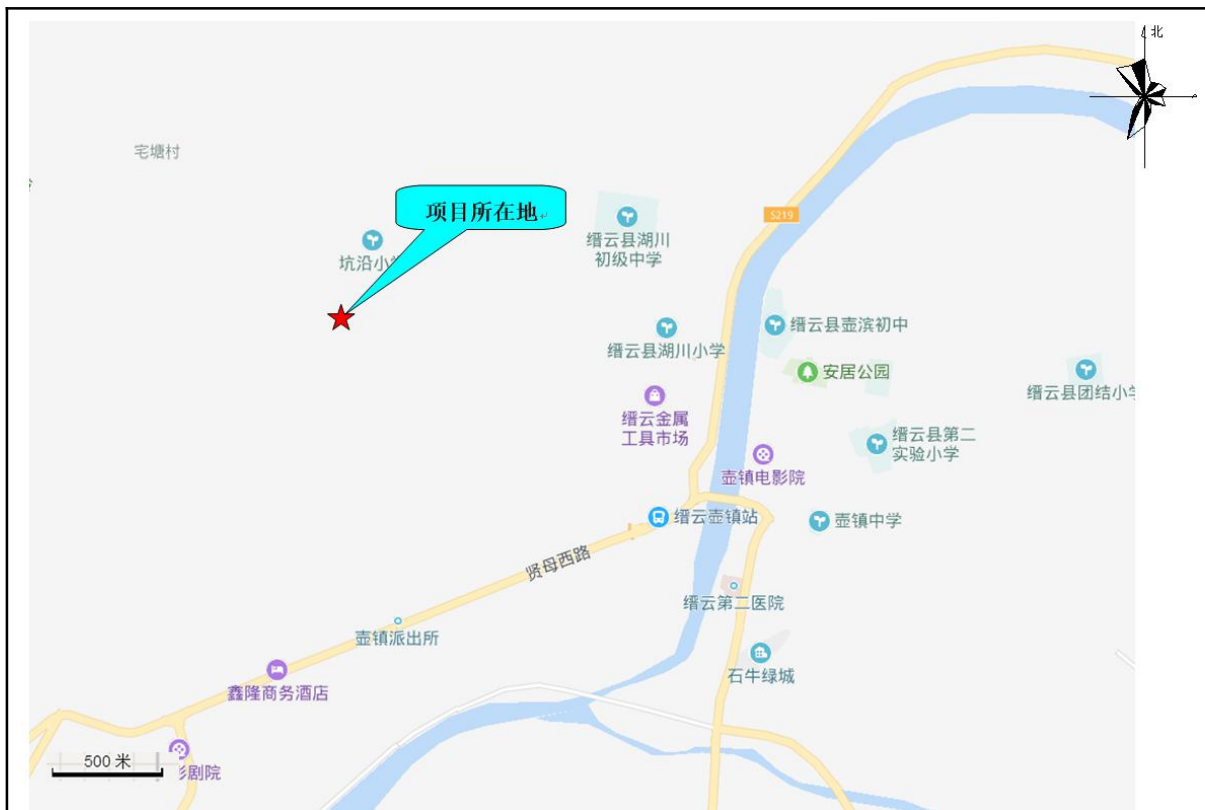 北
宅塘村
项目所在地
坑沿小
缙云县湖川
初级中学
S219
缙云县湖川小学
缙云县壶滨初中
安居公园
缙云县团结小
缙云金属
工具市场
缙云县第二
实验小学
壶镇电影院
缙云壶镇站
壶镇中学
贤母西路
缙云第二医院
壶镇派出所
石牛绿城
鑫隆商务酒店
500 米
剧院